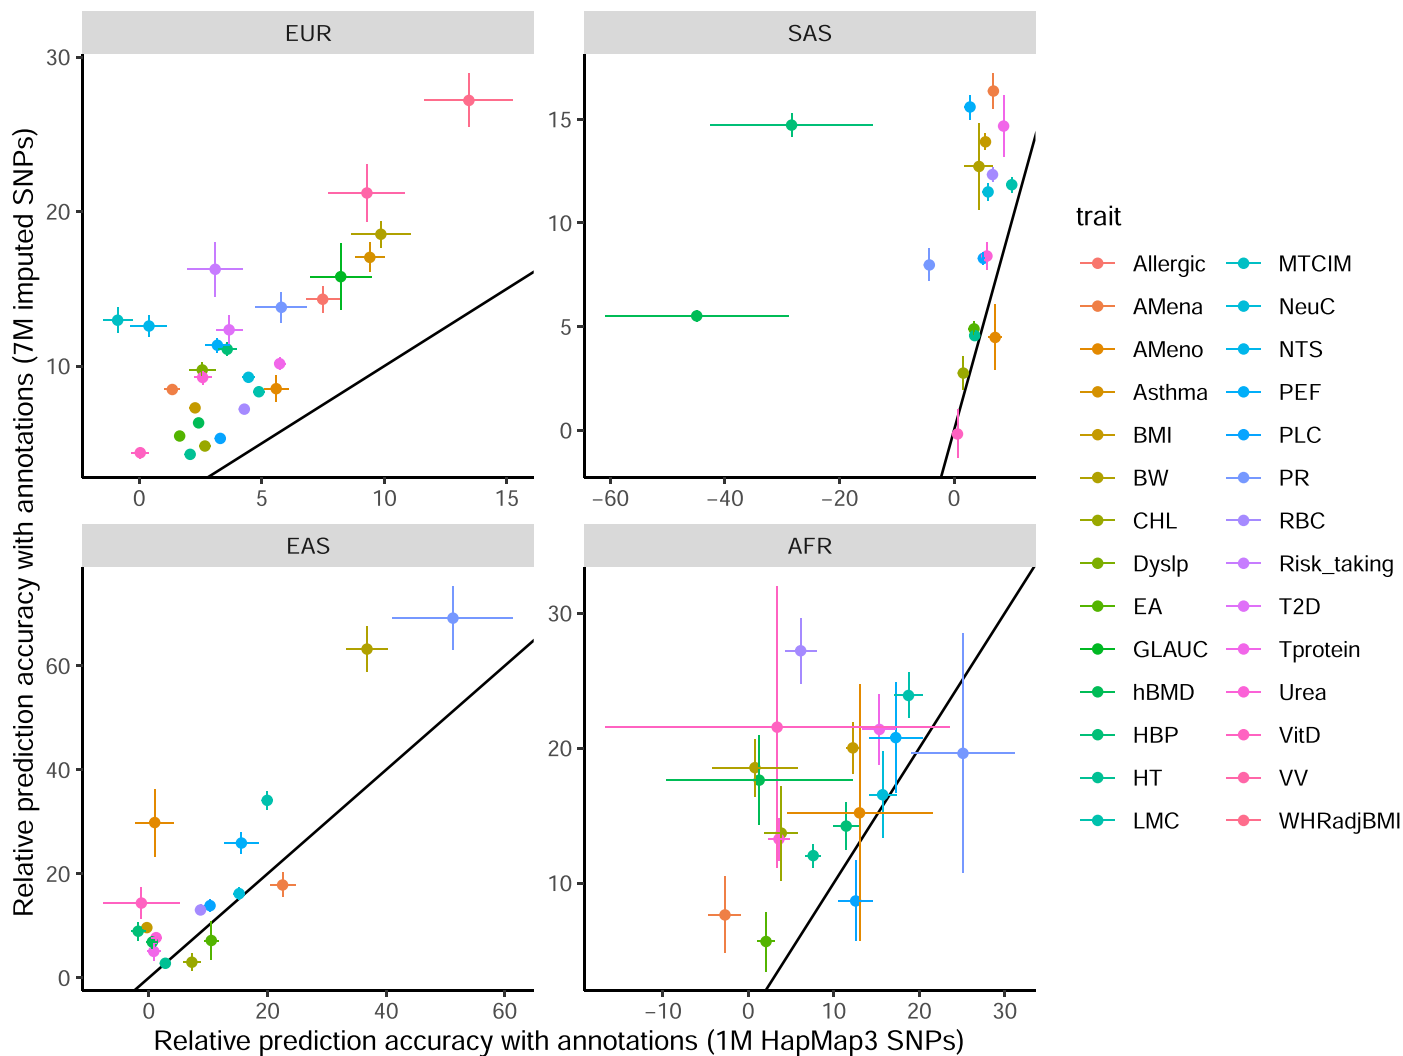 EUR
SAS
30
20
10
0
5
10
15
15
10
5
0
−60
−40
−20
0
EAS
AFR
60
40
20
0
0
20
40
60
30
20
10
−10
0
10
20
30
Relative prediction accuracy with annotations (7M imputed SNPs)
Relative prediction accuracy with annotations (1M HapMap3 SNPs)
trait
Allergic
AMena
AMeno
Asthma
BMI
BW
CHL
Dyslp
EA
GLAUC
hBMD
HBP
HT
LMC
MTCIM
NeuC
NTS
PEF
PLC
PR
RBC
Risk_taking
T2D
Tprotein
Urea
VitD
VV
WHRadjBMI